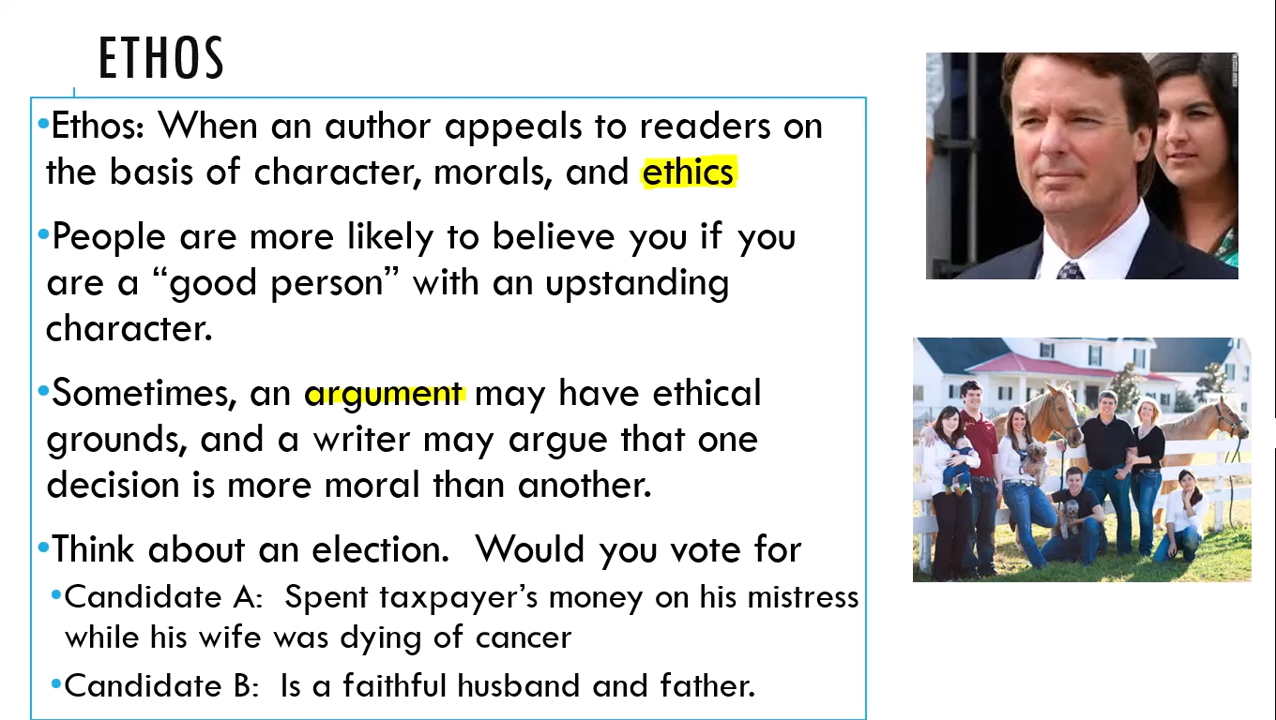 ETHOS
•Ethos: When an author appeals to readers on
the basis of character, morals, and ethics
•People are more likely to believe you if you
are a “good person” with an upstanding
character.
•Sometimes, an argument may have ethical
grounds, and a writer may argue that one
decision is more moral than another.
•Think about an election.  Would you vote for
•Candidate A:  Spent taxpayer’s money on his mistress
while his wife was dying of cancer
•Candidate B:  Is a faithful husband and father.